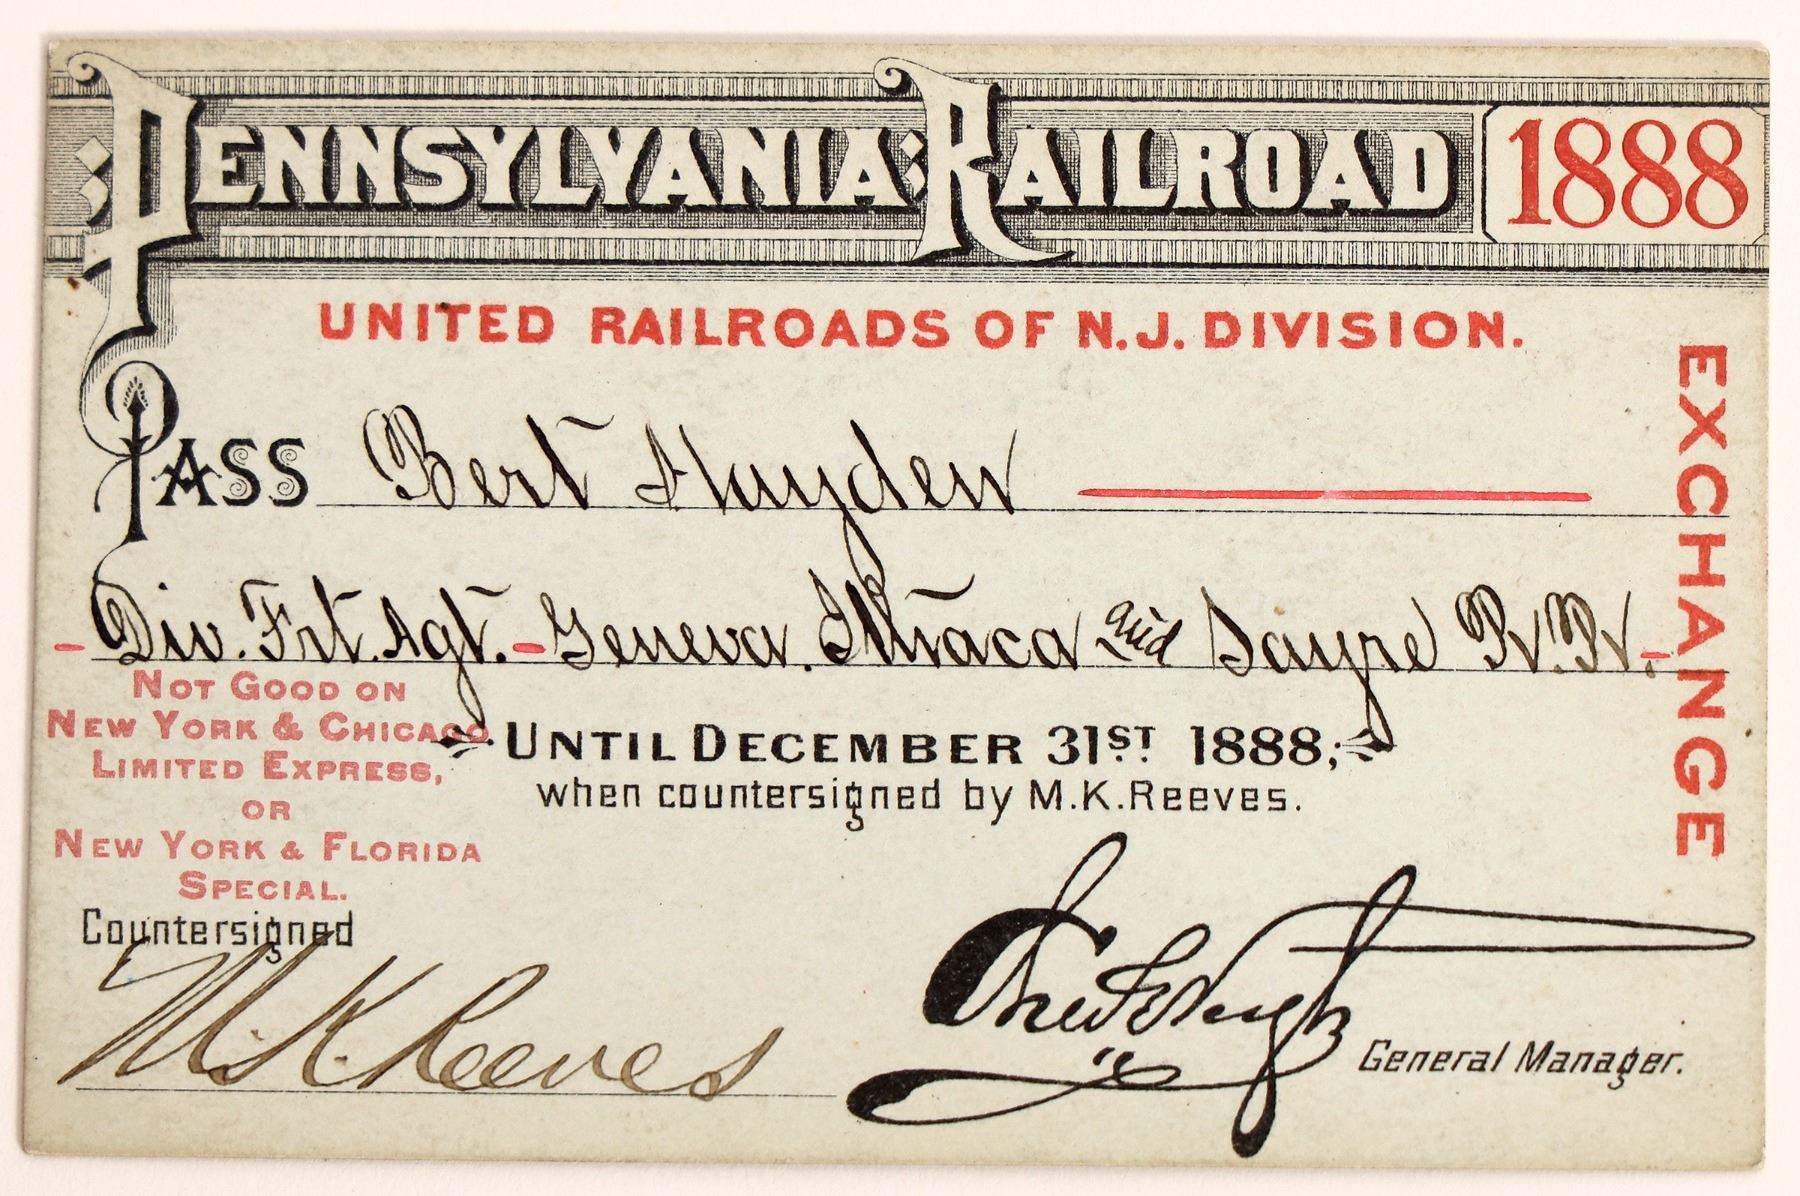 PENNSYLVANIA RAILROAD 1888
UNITED RAILROADS OF N.J. DIVISION.
PASS Bert Hayden
Div. Frt. Agt. - Geneva. Ithaca and Sayre R.R.
EXCHANGE
NOT GOOD ON
NEW YORK & CHICAGO
LIMITED EXPRESS,
OR
NEW YORK & FLORIDA
SPECIAL.
UNTIL DECEMBER 31ST 1888;
when countersigned by M.K.Reeves.
Countersigned
M.K. Reeves
General Manager.